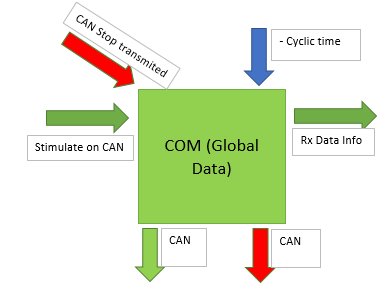 CAN Stop transmited
- Cyclic time
COM (Global
Data)
Stimulate on CAN
Rx Data Info
CAN
CAN